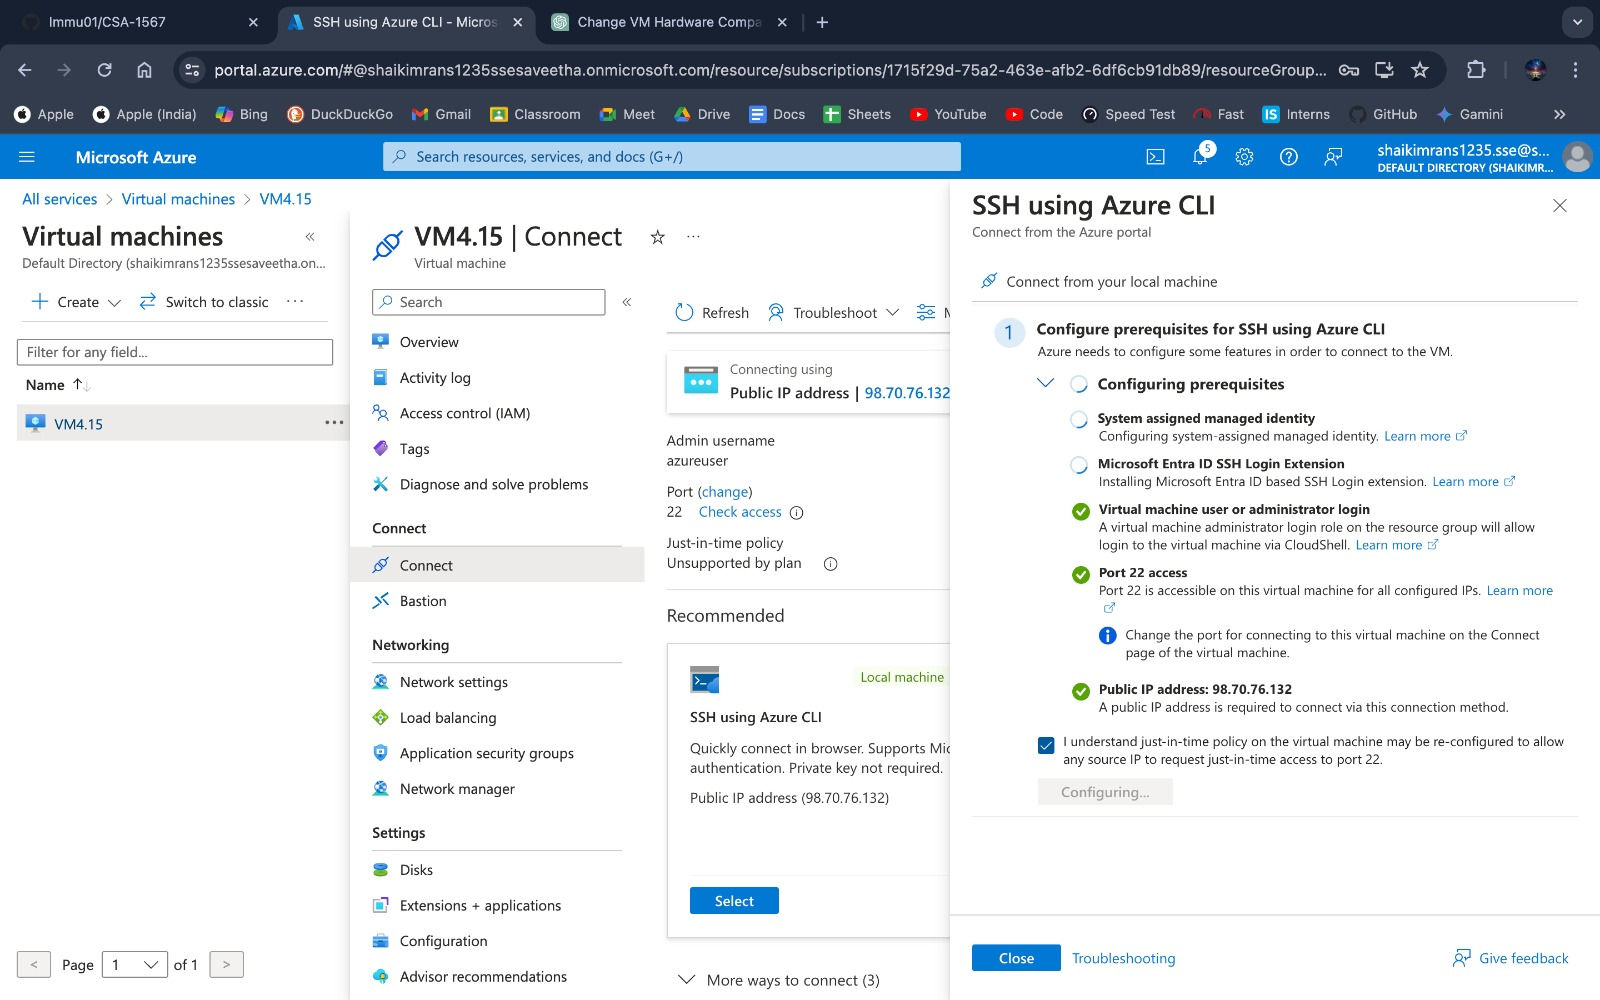 Immu01/CSA-1567
SSH using Azure CLI - Micros
Change VM Hardware Compa
portal.azure.com/#@shaikimrans1235ssesaveetha.onmicrosoft.com/resource/subscriptions/1715f29d-75a2-463e-afb2-6df6cb91db89/resourceGroup...
Apple
Apple (India)
Bing
DuckDuckGo
Gmail
Classroom
Meet
Drive
Docs
Sheets
YouTube
Code
Speed Test
Fast
IS Interns
GitHub
Gamini
Microsoft Azure
Search resources, services, and docs (G+/)
5
shaikimrans1235.sse@s...
DEFAULT DIRECTORY (SHAIKIMR...
All services > Virtual machines > VM4.15
Virtual machines
Default Directory (shaikimrans1235ssesaveetha.on...
Create
Switch to classic
Filter for any field...
Name
VM4.15
< Page 1 of 1 >
VM4.15 | Connect
Virtual machine
Search
Overview
Activity log
Access control (IAM)
Tags
Diagnose and solve problems
Connect
Connect
Bastion
Networking
Network settings
Load balancing
Application security groups
Network manager
Settings
Disks
Extensions + applications
Configuration
Advisor recommendations
Refresh
Troubleshoot
Connecting using
Public IP address | 98.70.76.132
Admin username
azureuser
Port (change)
22 Check access
Just-in-time policy
Unsupported by plan
Recommended
Local machine
SSH using Azure CLI
Quickly connect in browser. Supports Mic
authentication. Private key not required.
Public IP address (98.70.76.132)
Select
More ways to connect (3)
SSH using Azure CLI
Connect from the Azure portal
Connect from your local machine
1 Configure prerequisites for SSH using Azure CLI
Azure needs to configure some features in order to connect to the VM.
Configuring prerequisites
System assigned managed identity
Configuring system-assigned managed identity. Learn more
Microsoft Entra ID SSH Login Extension
Installing Microsoft Entra ID based SSH Login extension. Learn more
Virtual machine user or administrator login
A virtual machine administrator login role on the resource group will allow
login to the virtual machine via CloudShell. Learn more
Port 22 access
Port 22 is accessible on this virtual machine for all configured IPs. Learn more
Change the port for connecting to this virtual machine on the Connect
page of the virtual machine.
Public IP address: 98.70.76.132
A public IP address is required to connect via this connection method.
I understand just-in-time policy on the virtual machine may be re-configured to allow
any source IP to request just-in-time access to port 22.
Configuring...
Close
Troubleshooting
Give feedback